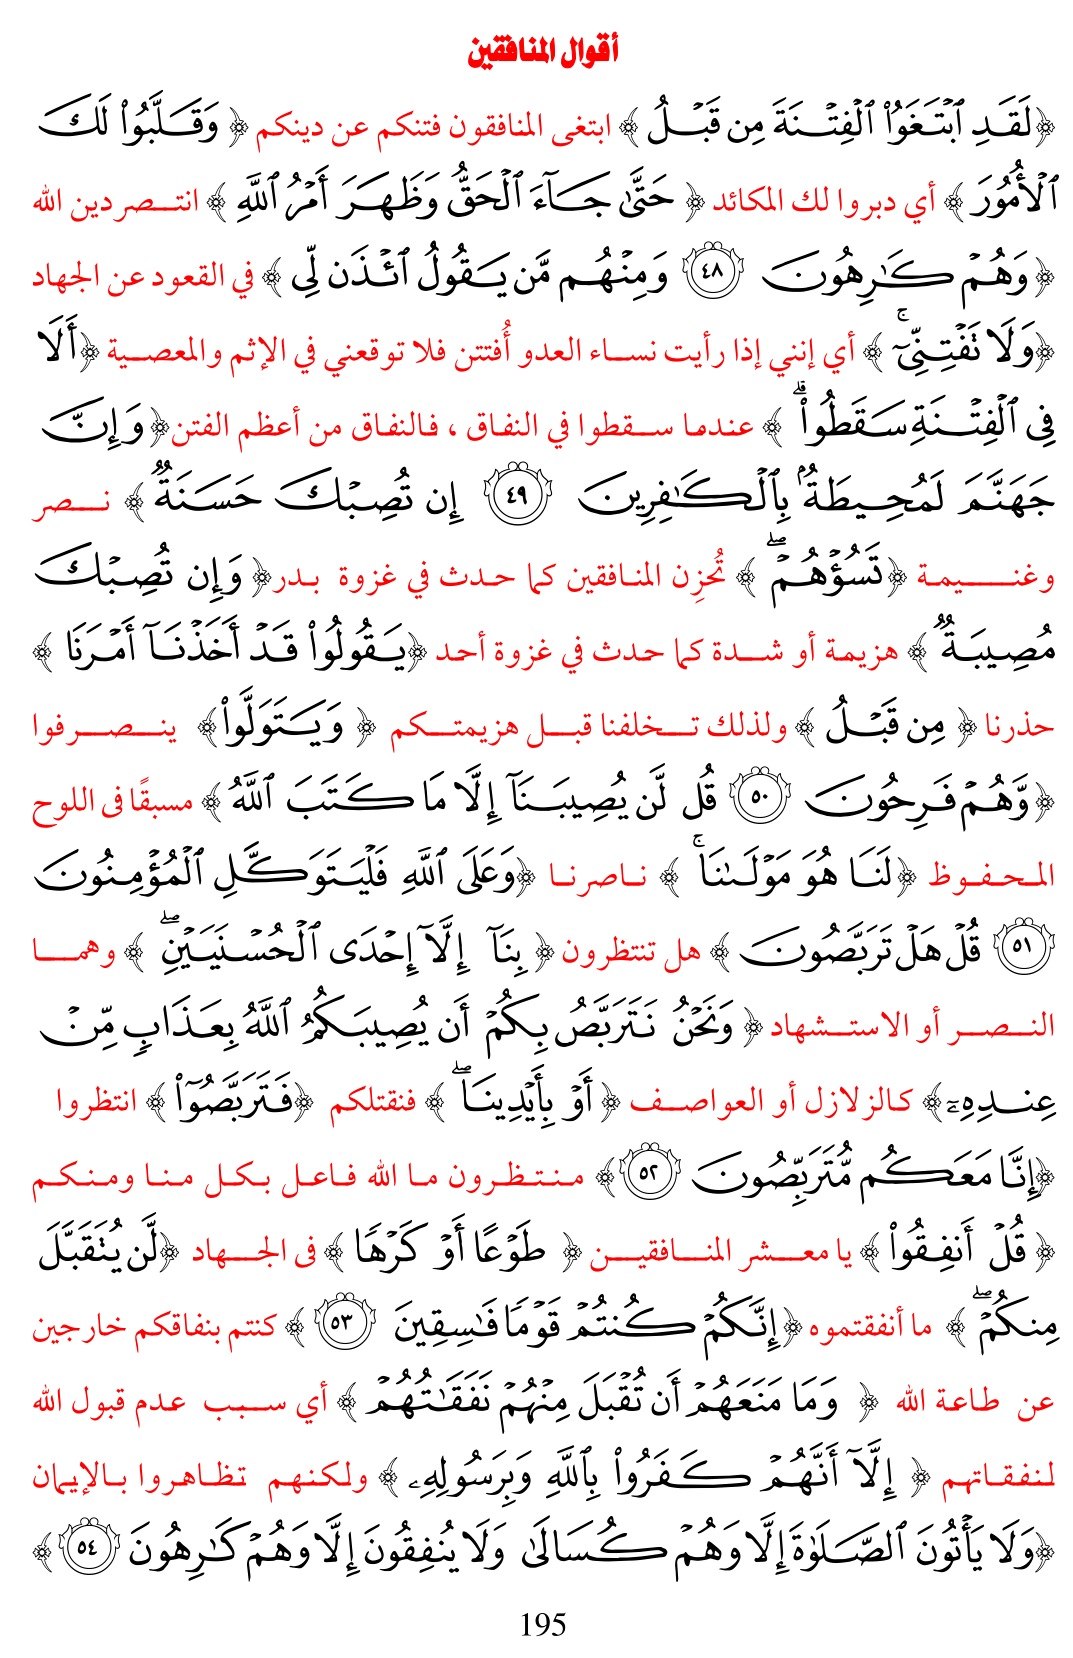 أقوال المنافقين
﴿لَقَدِ ٱبْتَغَوُا۟ ٱلْفِتْنَةَ مِن قَبْلُ ﴾ ابتغى المنافقون فتنكم عن دينكم ﴿ وَقَلَّبُوا۟ لَكَ
ٱلْأُمُورَ ﴾ أي دبروا لك المكائد ﴿ حَتَّىٰ جَآءَ ٱلْحَقُّ وَظَهَرَ أَمْرُ ٱللَّهِ ﴾ انتصر دين الله
﴿ وَهُمْ كَـٰرِهُونَ ٤٨ وَمِنْهُم مَّن يَقُولُ ٱئْذَن لِّى ﴾ في القعود عن الجهاد
﴿وَلَا تَفْتِنِّىٓ ۚ ﴾ أي إنني إذا رأيت نساء العدو أُفتتن فلا توقعني في الإثم والمعصية ﴿أَلَا
فِى ٱلْفِتْنَةِ سَقَطُوا۟ ۗ ﴾ عندما سقطوا في النفاق ، فالنفاق من أعظم الفتن﴿ وَإِنَّ
جَهَنَّمَ لَمُحِيطَةٌۢ بِٱلْكَـٰفِرِينَ ٤٩ إِن تُصِبْكَ حَسَنَةٌ ﴾ نصر
وغنيمة ﴿تَسُؤْهُمْ ۖ ﴾ تُحزِن المنافقين كما حدث في غزوة بدر﴿ وَإِن تُصِبْكَ
مُصِيبَةٌ ﴾ هزيمة أو شدة كما حدث في غزوة أحد ﴿يَقُولُوا۟ قَدْ أَخَذْنَآ أَمْرَنَا ﴾
حذرنا ﴿ مِن قَبْلُ ﴾ ولذلك تخلفنا قبل هزيمتكم ﴿ وَيَتَوَلَّوا۟﴾ ينصرفوا
﴿ وَّهُمْ فَرِحُونَ ٥٠ قُل لَّن يُصِيبَنَآ إِلَّا مَا كَتَبَ ٱللَّهُ ﴾ مسبقًا فى اللوح
المحفوظ ﴿لَنَا هُوَ مَوْلَىٰنَا ۚ ﴾ ناصرنا ﴿وَعَلَى ٱللَّهِ فَلْيَتَوَكَّلِ ٱلْمُؤْمِنُونَ
٥١ قُلْ هَلْ تَرَبَّصُونَ ﴾ هل تنتظرون ﴿ بِنَآ إِلَّآ إِحْدَى ٱلْحُسْنَيَيْنِ ۖ ﴾ وهما
النصر أو الاستشهاد ﴿ وَنَحْنُ نَتَرَبَّصُ بِكُمْ أَن يُصِيبَكُمُ ٱللَّهُ بِعَذَابٍ مِّنْ
عِندِهِۦٓ ﴾ كالزلازل أو العواصف ﴿ أَوْ بِأَيْدِينَا ۖ ﴾ فنقتلكم ﴿فَتَرَبَّصُوٓا۟ ﴾ انتظروا
﴿إِنَّا مَعَكُم مُّتَرَبِّصُونَ ٥٢ ﴾ منتظرون ما الله فاعل بكل منا ومنكم
﴿ قُلْ أَنفِقُوا۟ ﴾ يا معشر المنافقين ﴿ طَوْعًا أَوْ كَرْهًا ﴾ فى الجهاد ﴿لَّن يُتَقَبَّلَ
مِنكُمْ ۖ ﴾ ما أنفقتموه ﴿إِنَّكُمْ كُنتُمْ قَوْمًا فَـٰسِقِينَ ٥٣ ﴾ كنتم بنفاقكم خارجين
عن طاعة الله ﴿ وَمَا مَنَعَهُمْ أَن تُقْبَلَ مِنْهُمْ نَفَقَـٰتُهُمْ ﴾ أي سبب عدم قبول الله
لنفقاتهم ﴿ إِلَّآ أَنَّهُمْ كَفَرُوا۟ بِٱللَّهِ وَبِرَسُولِهِۦ ﴾ ولكنهم تظاهروا بالإيمان
﴿وَلَا يَأْتُونَ ٱلصَّلَوٰةَ إِلَّا وَهُمْ كُسَالَىٰ وَلَا يُنفِقُونَ إِلَّا وَهُمْ كَـٰرِهُونَ ٥٤ ﴾
195